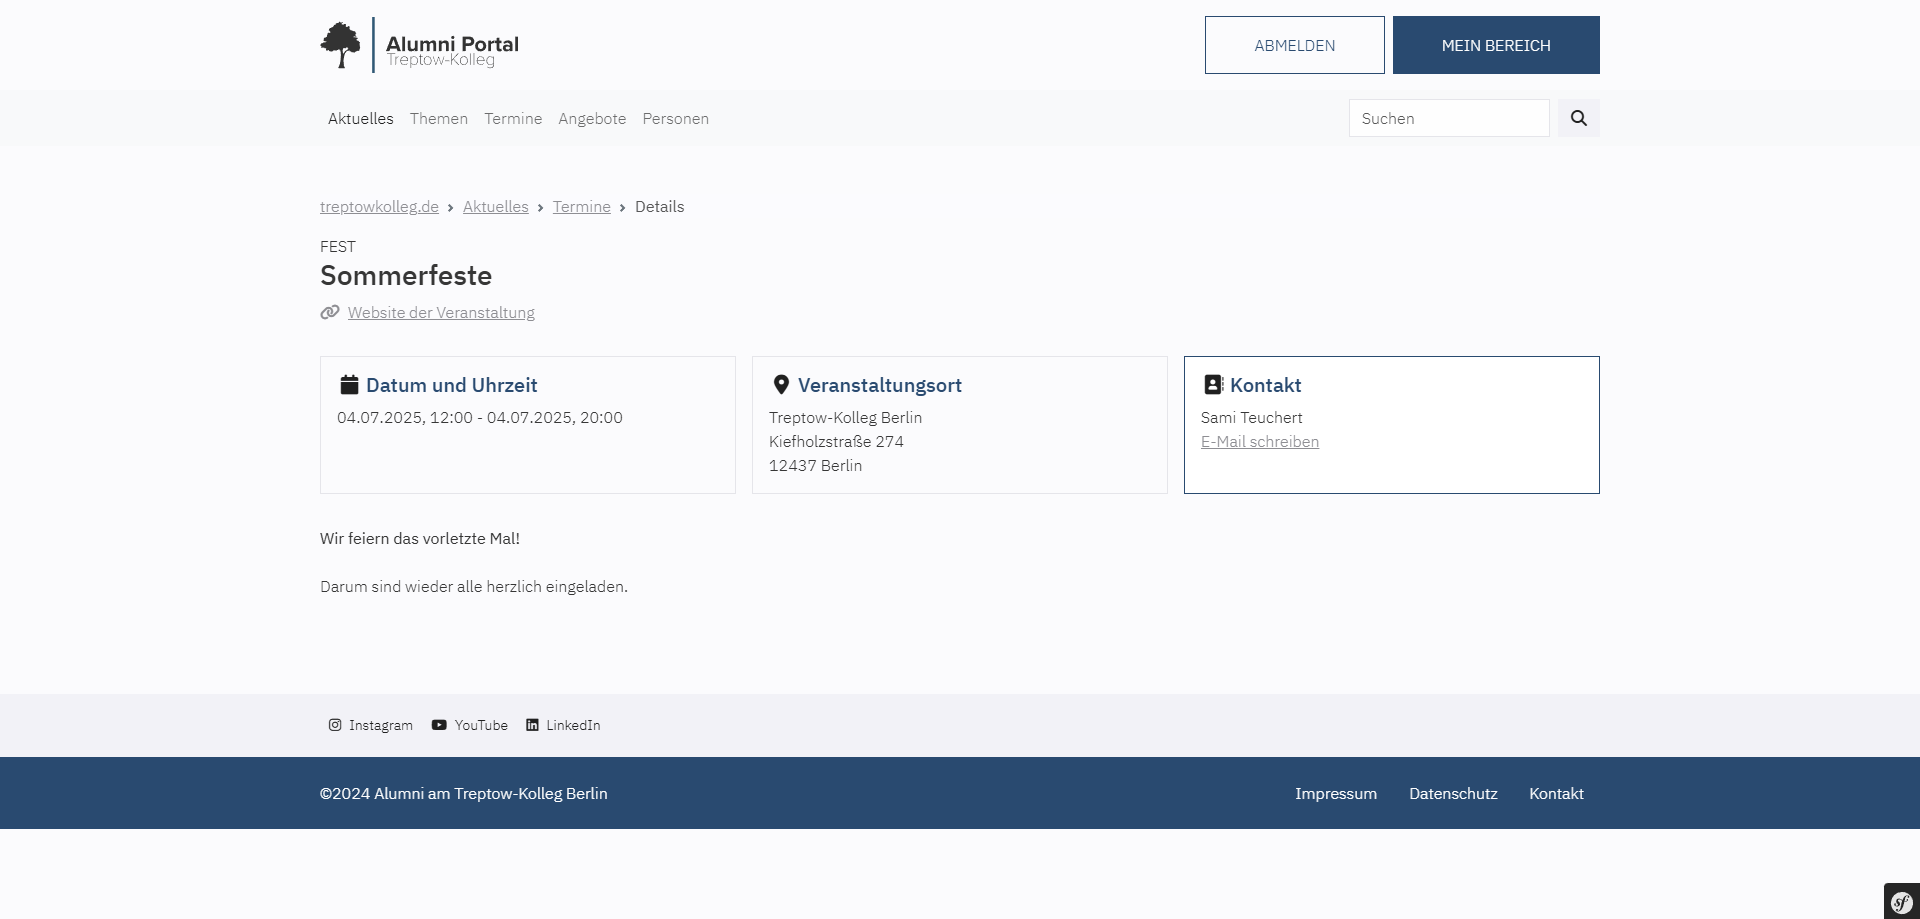 Alumni Portal
Treptow-Kolleg
ABMELDEN
MEIN BEREICH
Aktuelles Themen Termine Angebote Personen
Suchen
treptowkolleg.de Aktuelles Termine Details
FEST
Sommerfeste
Website der Veranstaltung
Datum und Uhrzeit
04.07.2025, 12:00 - 04.07.2025, 20:00
Veranstaltungsort
Treptow-Kolleg Berlin
Kiefholzstraße 274
12437 Berlin
Kontakt
Sami Teuchert
E-Mail schreiben
Wir feiern das vorletzte Mal!
Darum sind wieder alle herzlich eingeladen.
Instagram YouTube LinkedIn
©2024 Alumni am Treptow-Kolleg Berlin
Impressum Datenschutz Kontakt
sf